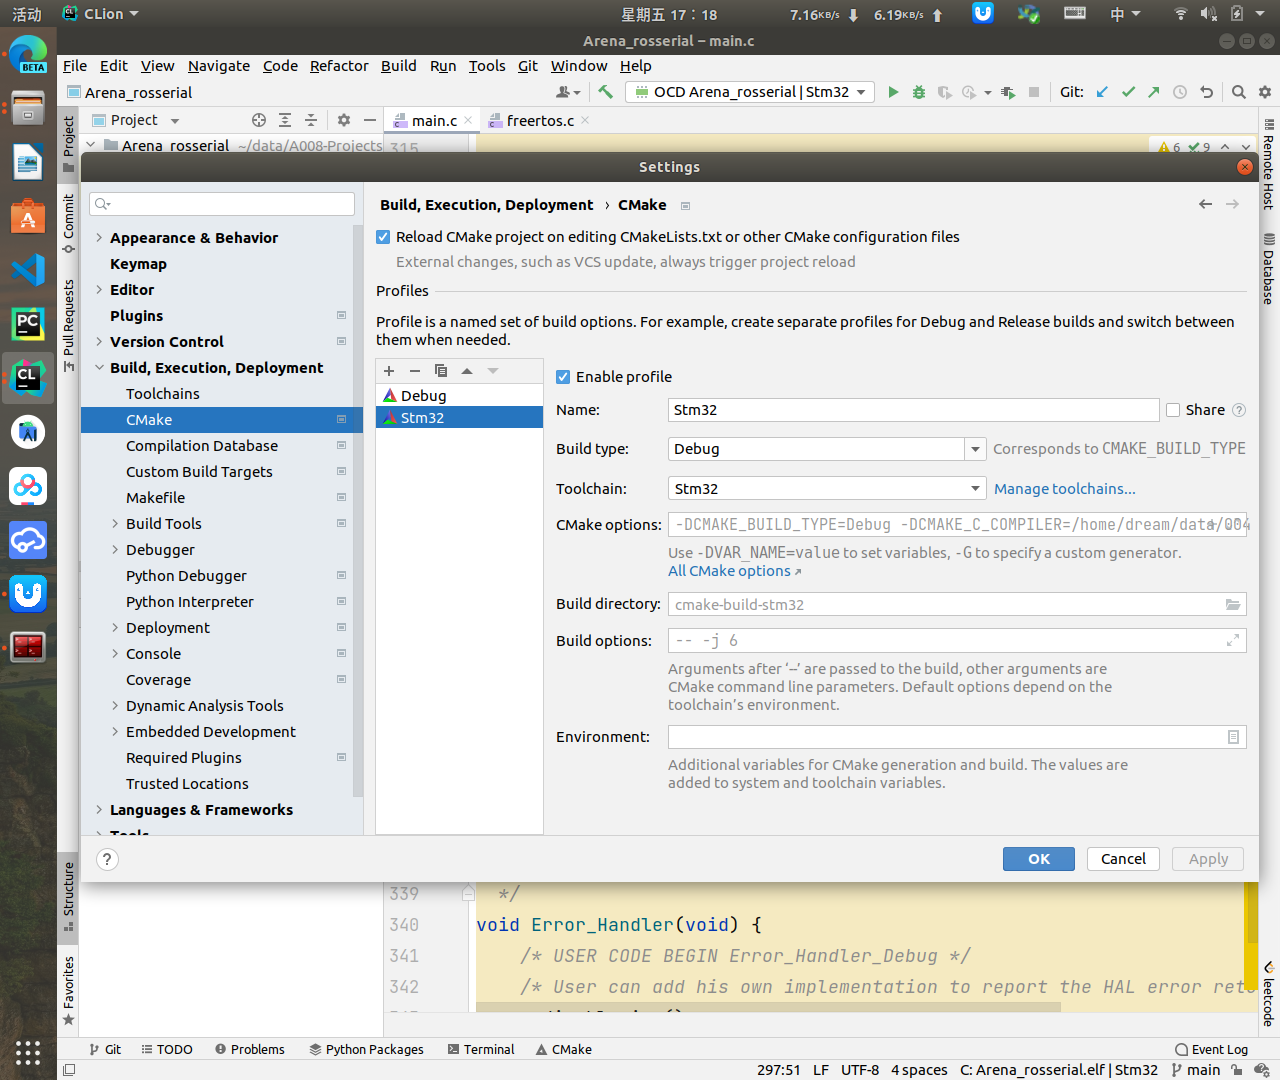 活动
CLion
星期五 17：18
7.16KB/s
6.19KB/s
中
Arena_rosserial – main.c
File Edit View Navigate Code Refactor Build Run Tools Git Window Help
Arena_rosserial
OCD Arena_rosserial | Stm32
Git:
Project
main.c
freertos.c
Arena_rosserial ~/data/A008-Projects
315
6
9
Project
Commit
Pull Requests
Structure
Favorites
Remote Host
Database
leetcode
BETA
PC
CL
Settings
Appearance & Behavior
Keymap
Editor
Plugins
Version Control
Build, Execution, Deployment
Toolchains
CMake
Compilation Database
Custom Build Targets
Makefile
Build Tools
Debugger
Python Debugger
Python Interpreter
Deployment
Console
Coverage
Dynamic Analysis Tools
Embedded Development
Required Plugins
Trusted Locations
Languages & Frameworks
Tools
Build, Execution, Deployment › CMake
Reload CMake project on editing CMakeLists.txt or other CMake configuration files
External changes, such as VCS update, always trigger project reload
Profiles
Profile is a named set of build options. For example, create separate profiles for Debug and Release builds and switch between
them when needed.
Debug
Stm32
Enable profile
Name: Stm32
Share
?
Build type: Debug
Corresponds to CMAKE_BUILD_TYPE
Toolchain: Stm32
Manage toolchains...
CMake options: -DCMAKE_BUILD_TYPE=Debug -DCMAKE_C_COMPILER=/home/dream/data/004
Use -DVAR_NAME=value to set variables, -G to specify a custom generator.
All CMake options
Build directory: cmake-build-stm32
Build options: -- -j 6
Arguments after ‘--’ are passed to the build, other arguments are
CMake command line parameters. Default options depend on the
toolchain’s environment.
Environment:
Additional variables for CMake generation and build. The values are
added to system and toolchain variables.
?
OK
Cancel
Apply
339 */
340 void Error_Handler(void) {
341 /* USER CODE BEGIN Error_Handler_Debug */
342 /* User can add his own implementation to report the HAL error ret
Git
TODO
Problems
Python Packages
Terminal
CMake
Event Log
297:51 LF UTF-8 4 spaces C: Arena_rosserial.elf | Stm32 main